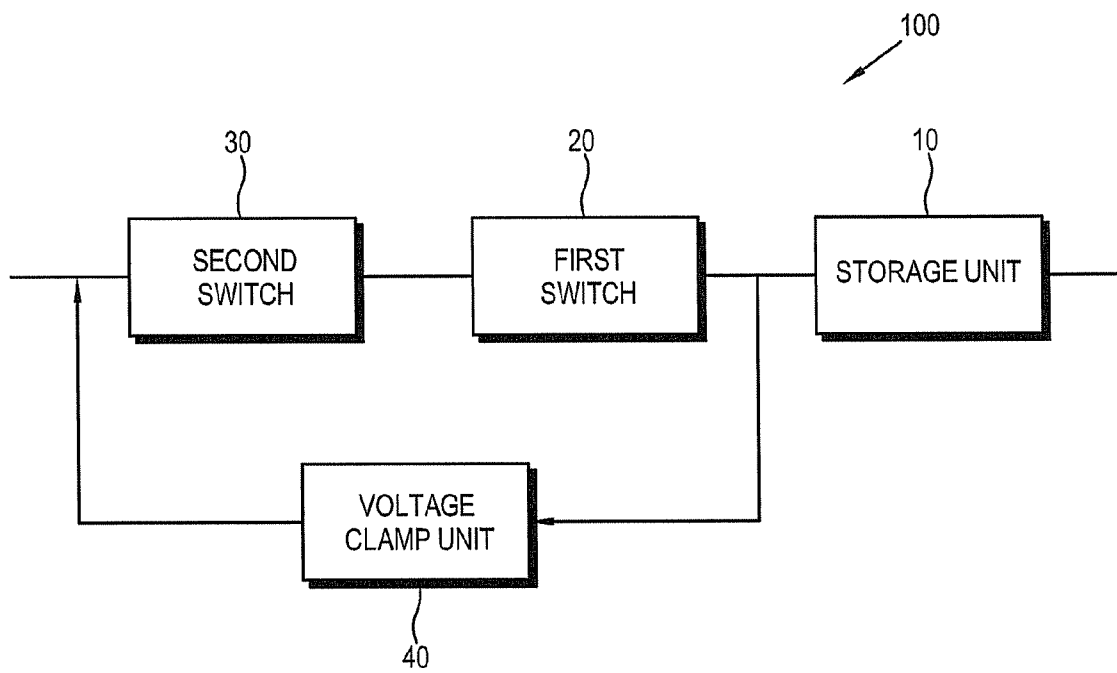 100
30
20
10
SECOND
SWITCH
FIRST
SWITCH
STORAGE UNIT
VOLTAGE
CLAMP UNIT
40